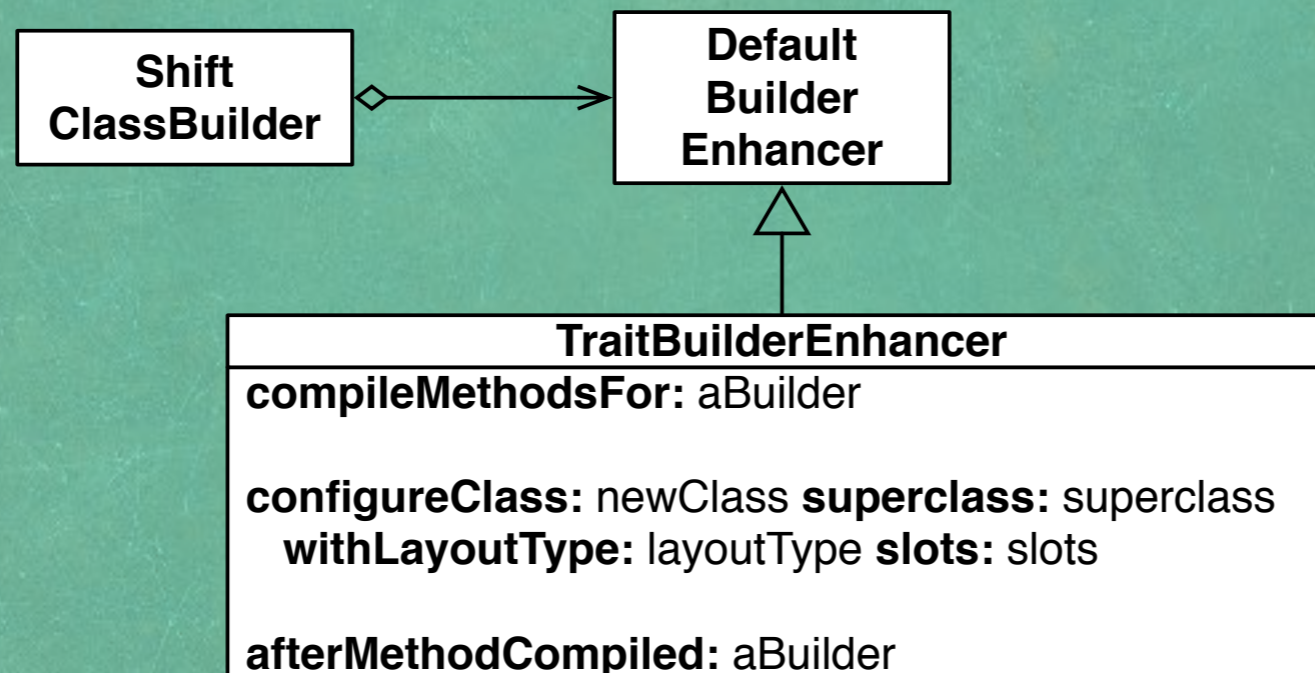 Shift
ClassBuilder
Default
Builder
Enhancer
TraitBuilderEnhancer
compileMethodsFor: aBuilder
configureClass: newClass superclass: superclass
withLayoutType: layoutType slots: slots
afterMethodCompiled: aBuilder